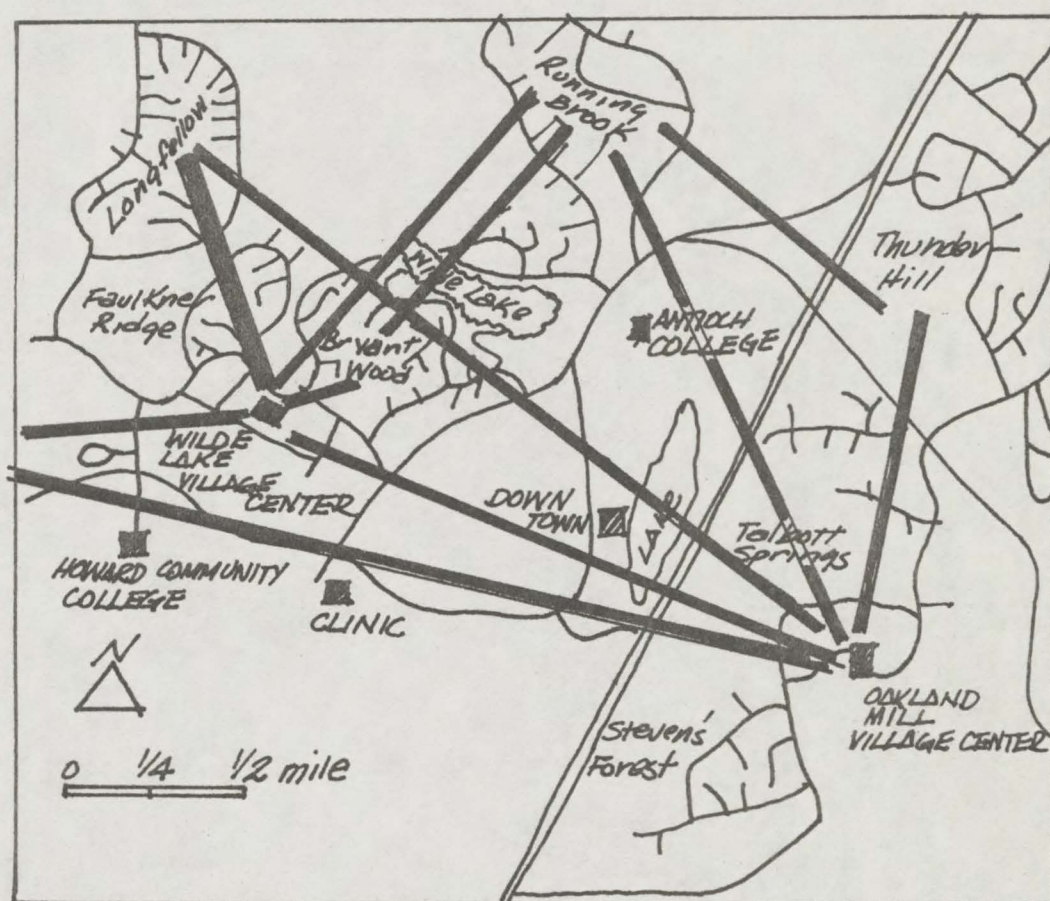 Running
Brook
Longfellow
Thunder
Hill
Wilde Lake
Faulkner
Ridge
ANTIOCH
COLLEGE
Bryant
Wood
WILDE
LAKE
VILLAGE
CENTER
DOWN
TOWN
Talbott
Springs
HOWARD COMMUNITY
COLLEGE
CLINIC
N
OAKLAND
MILL
VILLAGE CENTER
Stevens'
Forest
0 1/4 1/2 mile